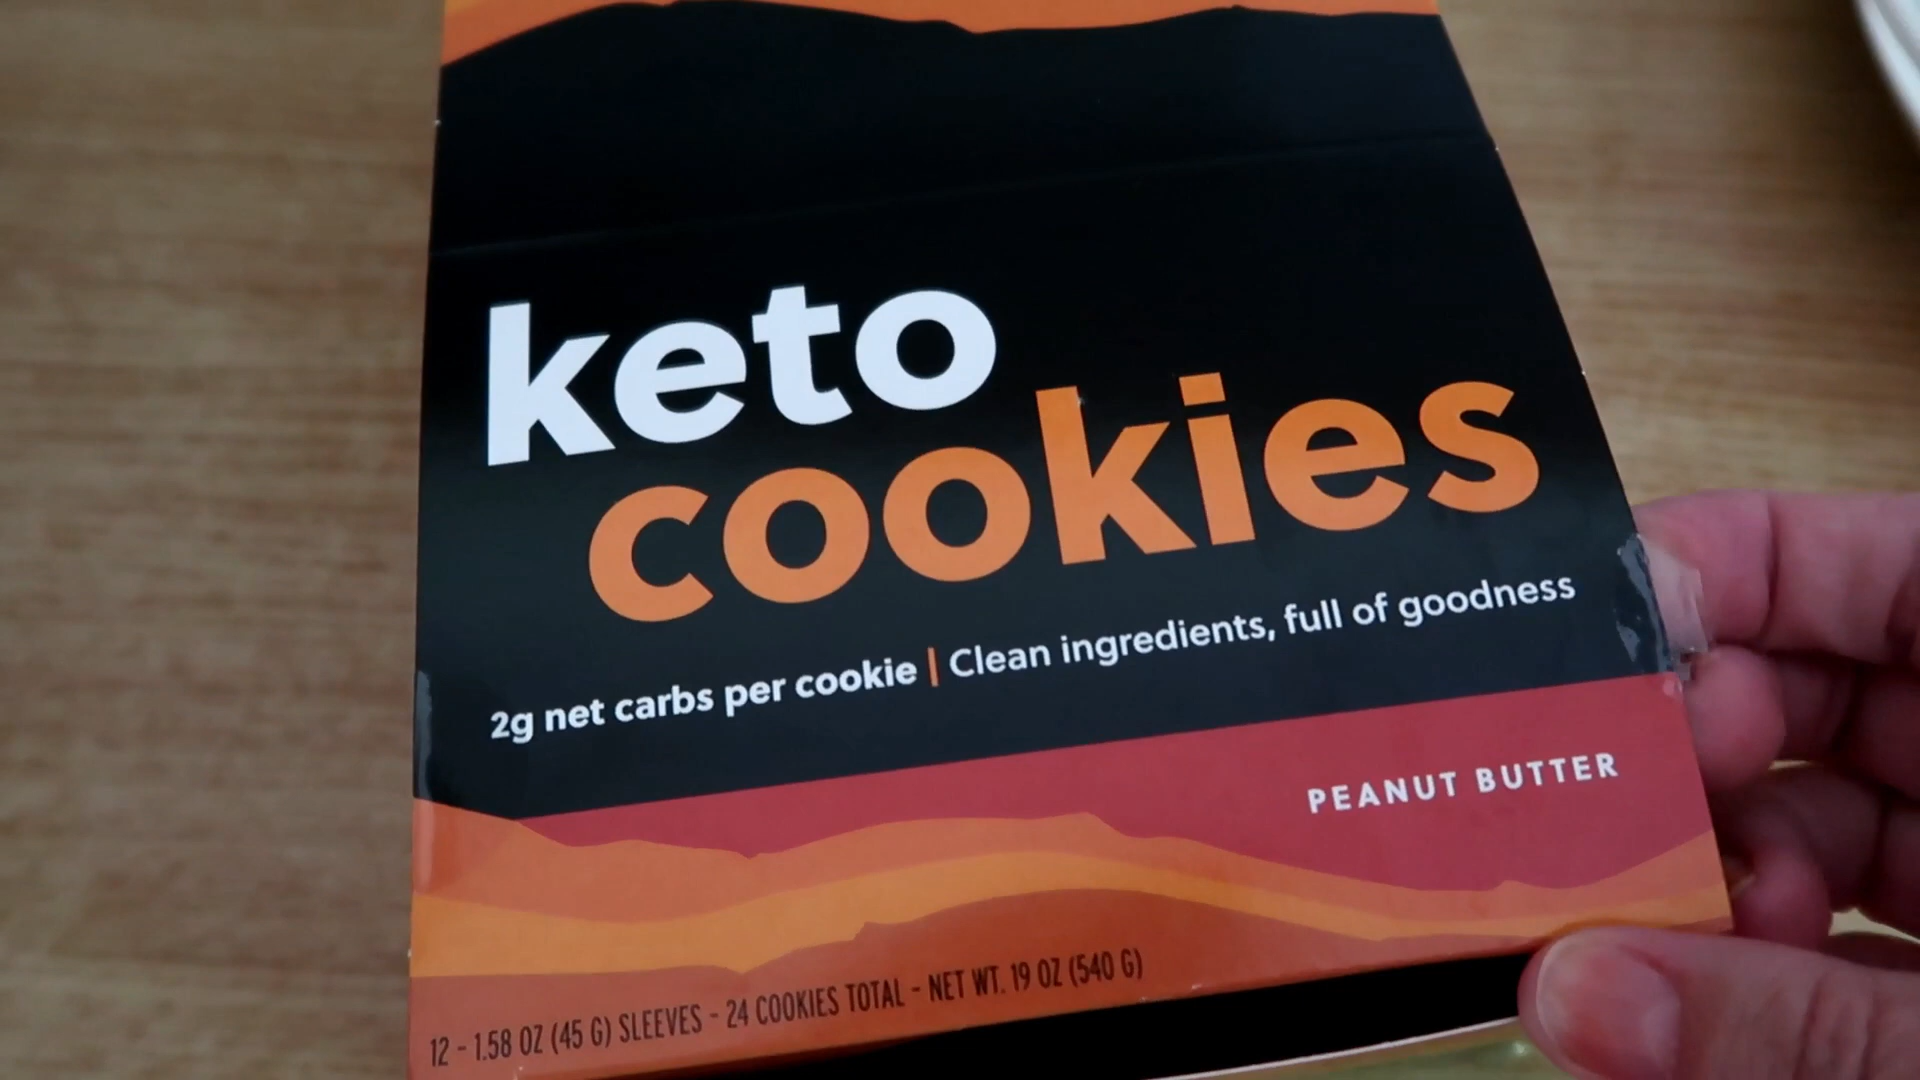 keto
cookies
2g net carbs per cookie | Clean ingredients, full of goodness
PEANUT BUTTER
12 - 1.58 OZ (45 G) SLEEVES - 24 COOKIES TOTAL - NET WT. 19 OZ (540 G)